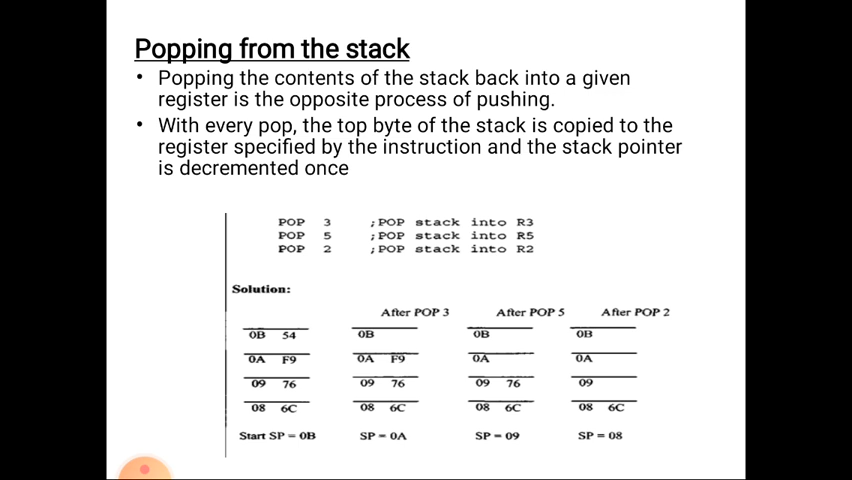 Popping from the stack
• Popping the contents of the stack back into a given
register is the opposite process of pushing.
• With every pop, the top byte of the stack is copied to the
register specified by the instruction and the stack pointer
is decremented once
POP 3 ;POP stack into R3
POP 5 ;POP stack into R5
POP 2 ;POP stack into R2
Solution:
After POP 3 After POP 5 After POP 2
0B 54 0B 0B 0B
0A F9 0A F9 0A 0A
09 76 09 76 09 76 09
08 6C 08 6C 08 6C 08 6C
Start SP = 0B SP = 0A SP = 09 SP = 08